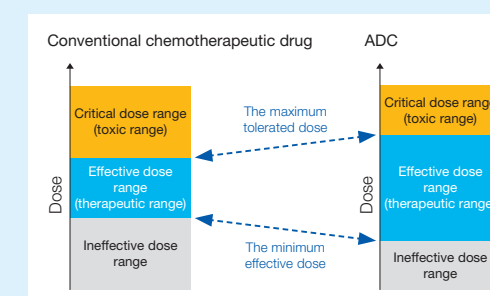 Conventional chemotherapeutic drug
ADC
Dose
Critical dose range
(toxic range)
Effective dose
range
(therapeutic range)
Ineffective dose
range
The maximum
tolerated dose
The minimum
effective dose
Dose
Critical dose range
(toxic range)
Effective dose
range
(therapeutic range
Ineffective dose
range